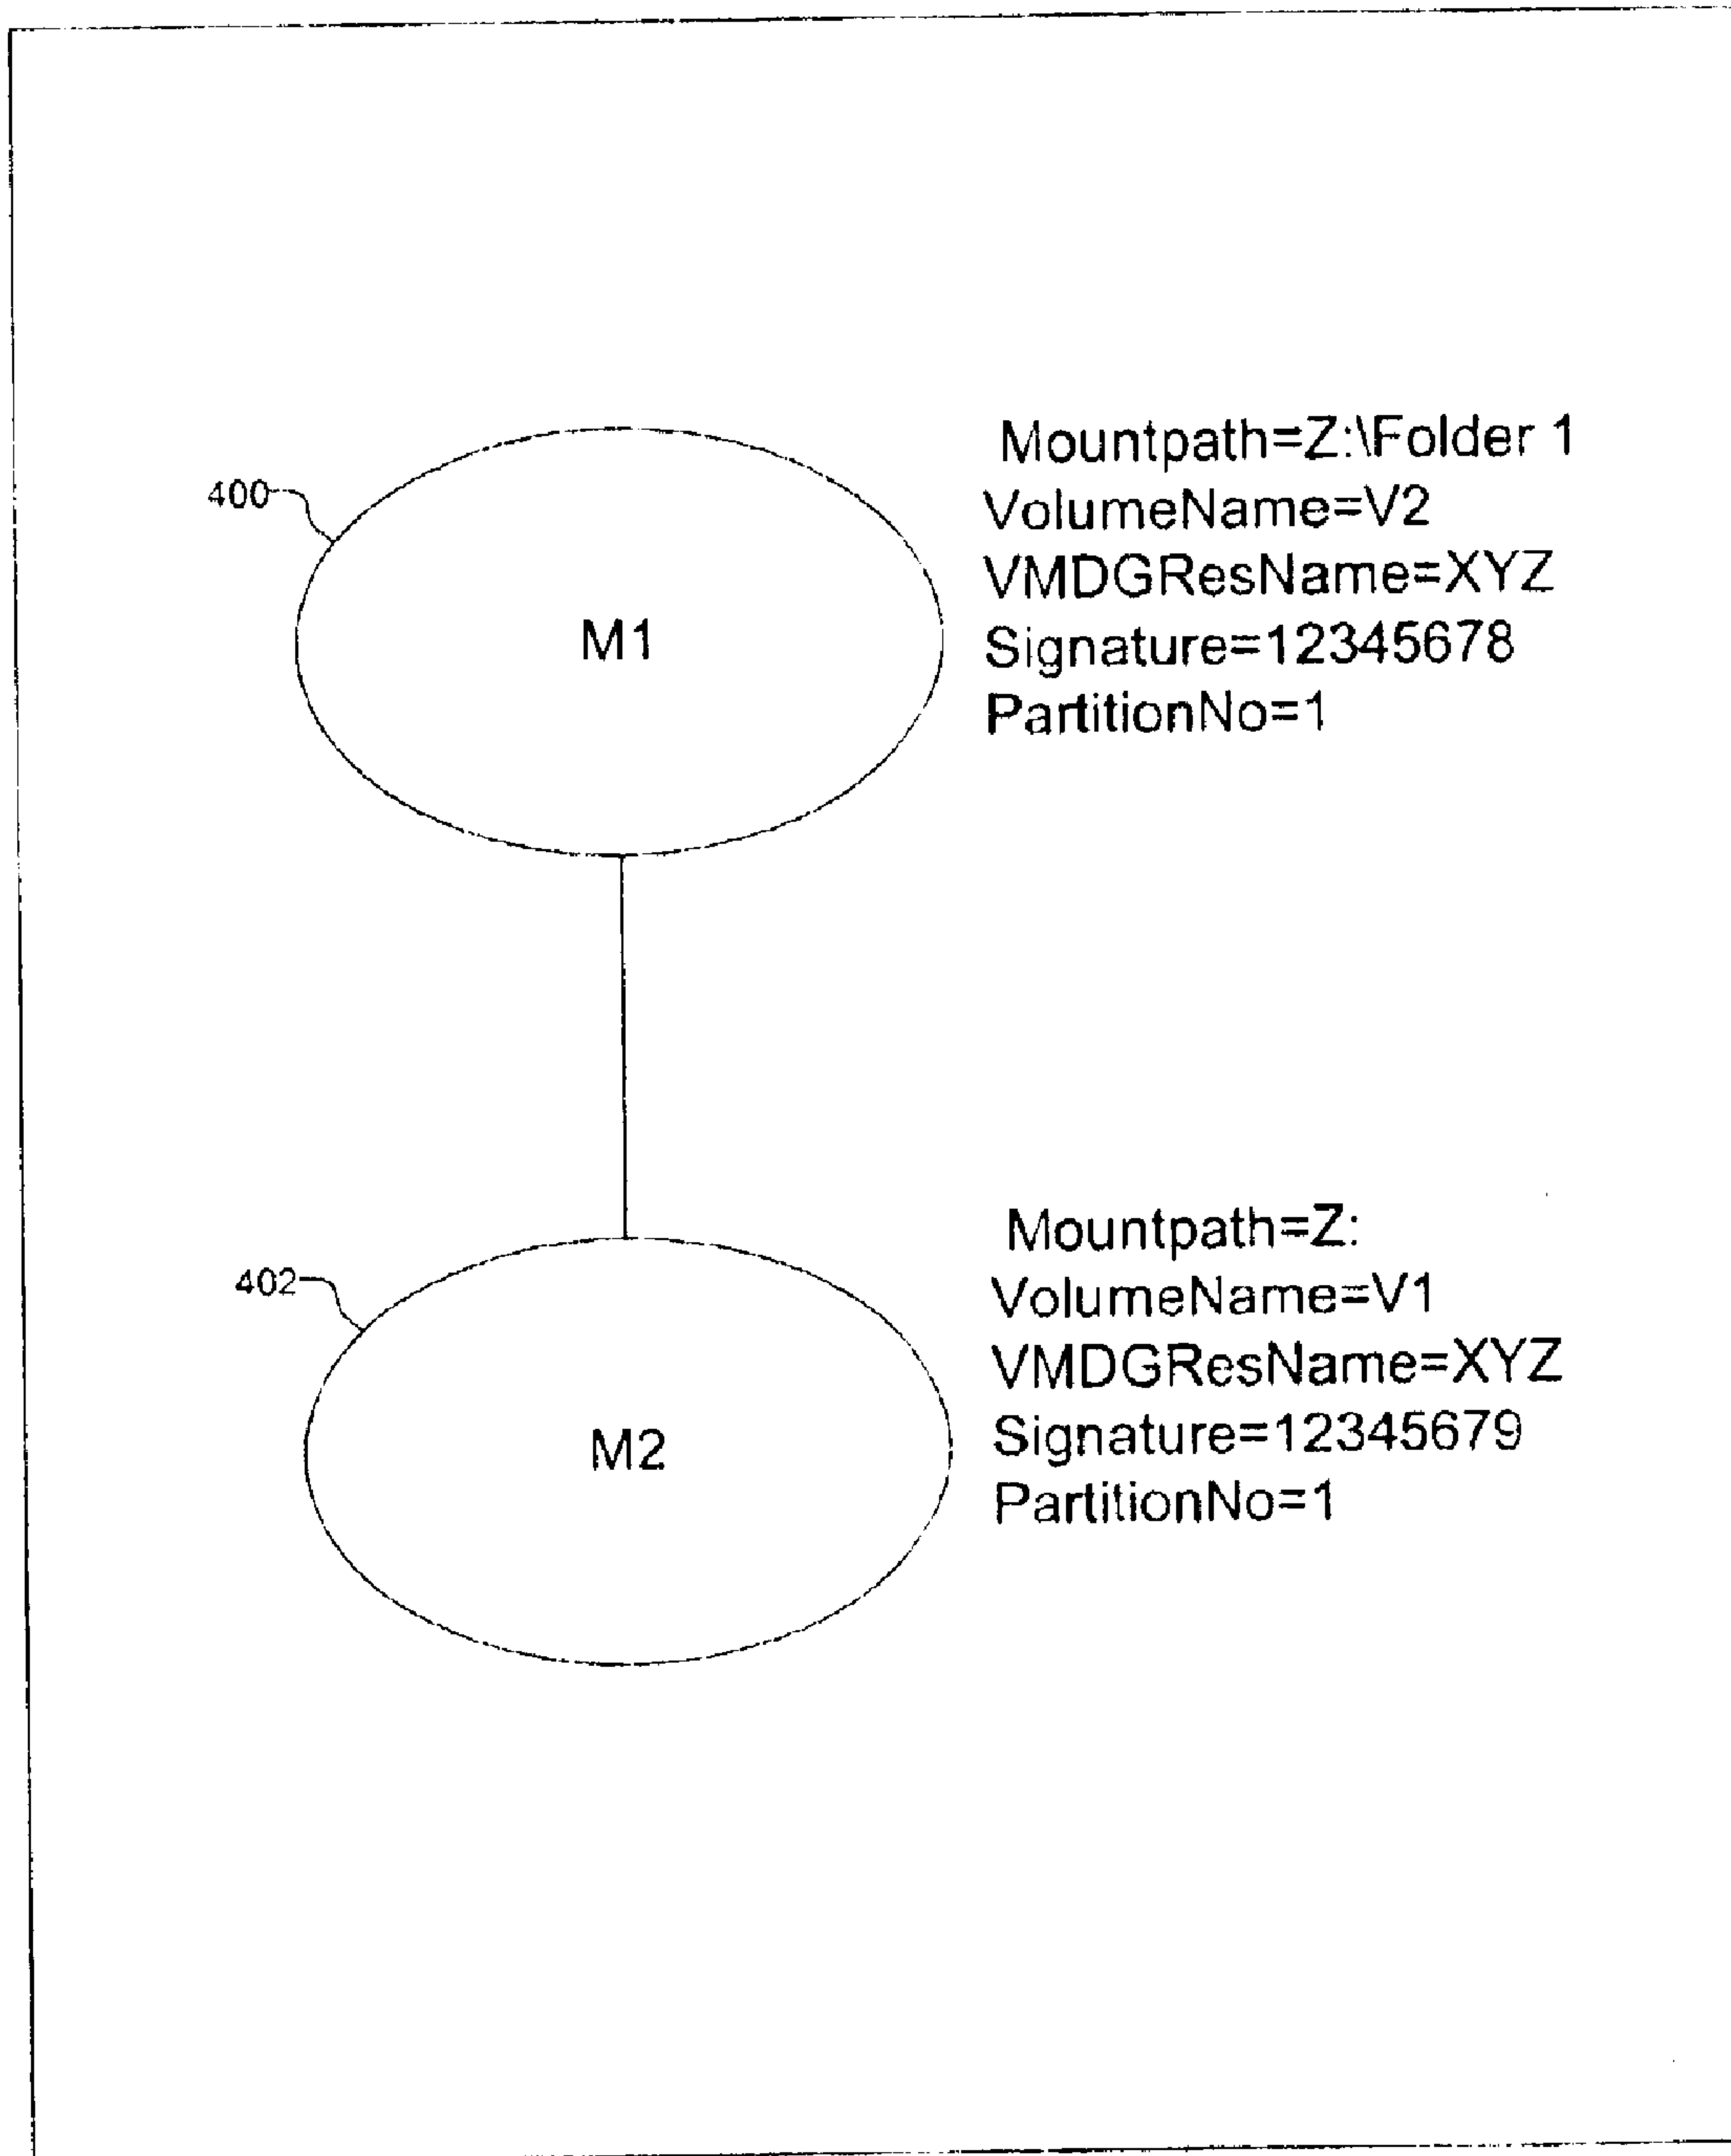 Mountpath=Z:\Folder 1
400
VolumeName=V2
VMDGResName=XYZ
M1
Signature=12345678
PartitionNo=1
Mountpath=Z:
402
VolumeName=V1
VMDGResName=XYZ
M2
Signature=12345679
PartitionNo=1